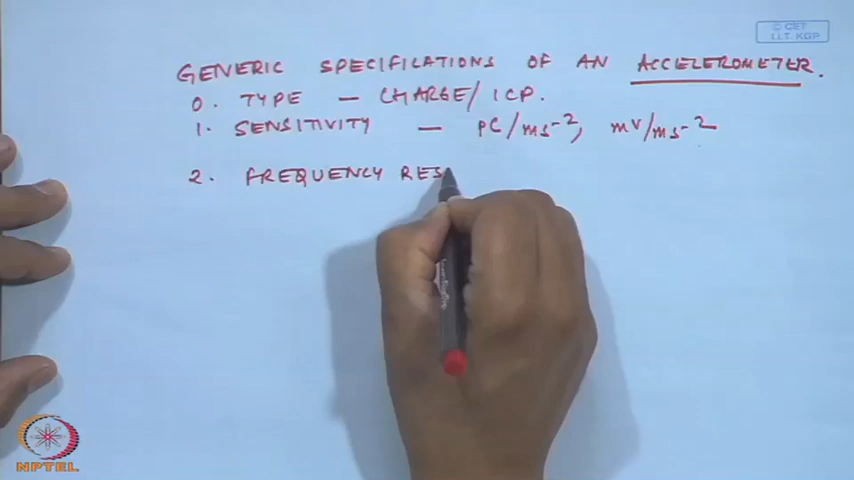 © CET
I.I.T. KGP
GENERIC SPECIFICATIONS OF AN ACCELEROMETER.
0. TYPE — CHARGE/ICP.
1. SENSITIVITY — PC/ms-2, mV/ms-2
2. FREQUENCY RES
NPTEL